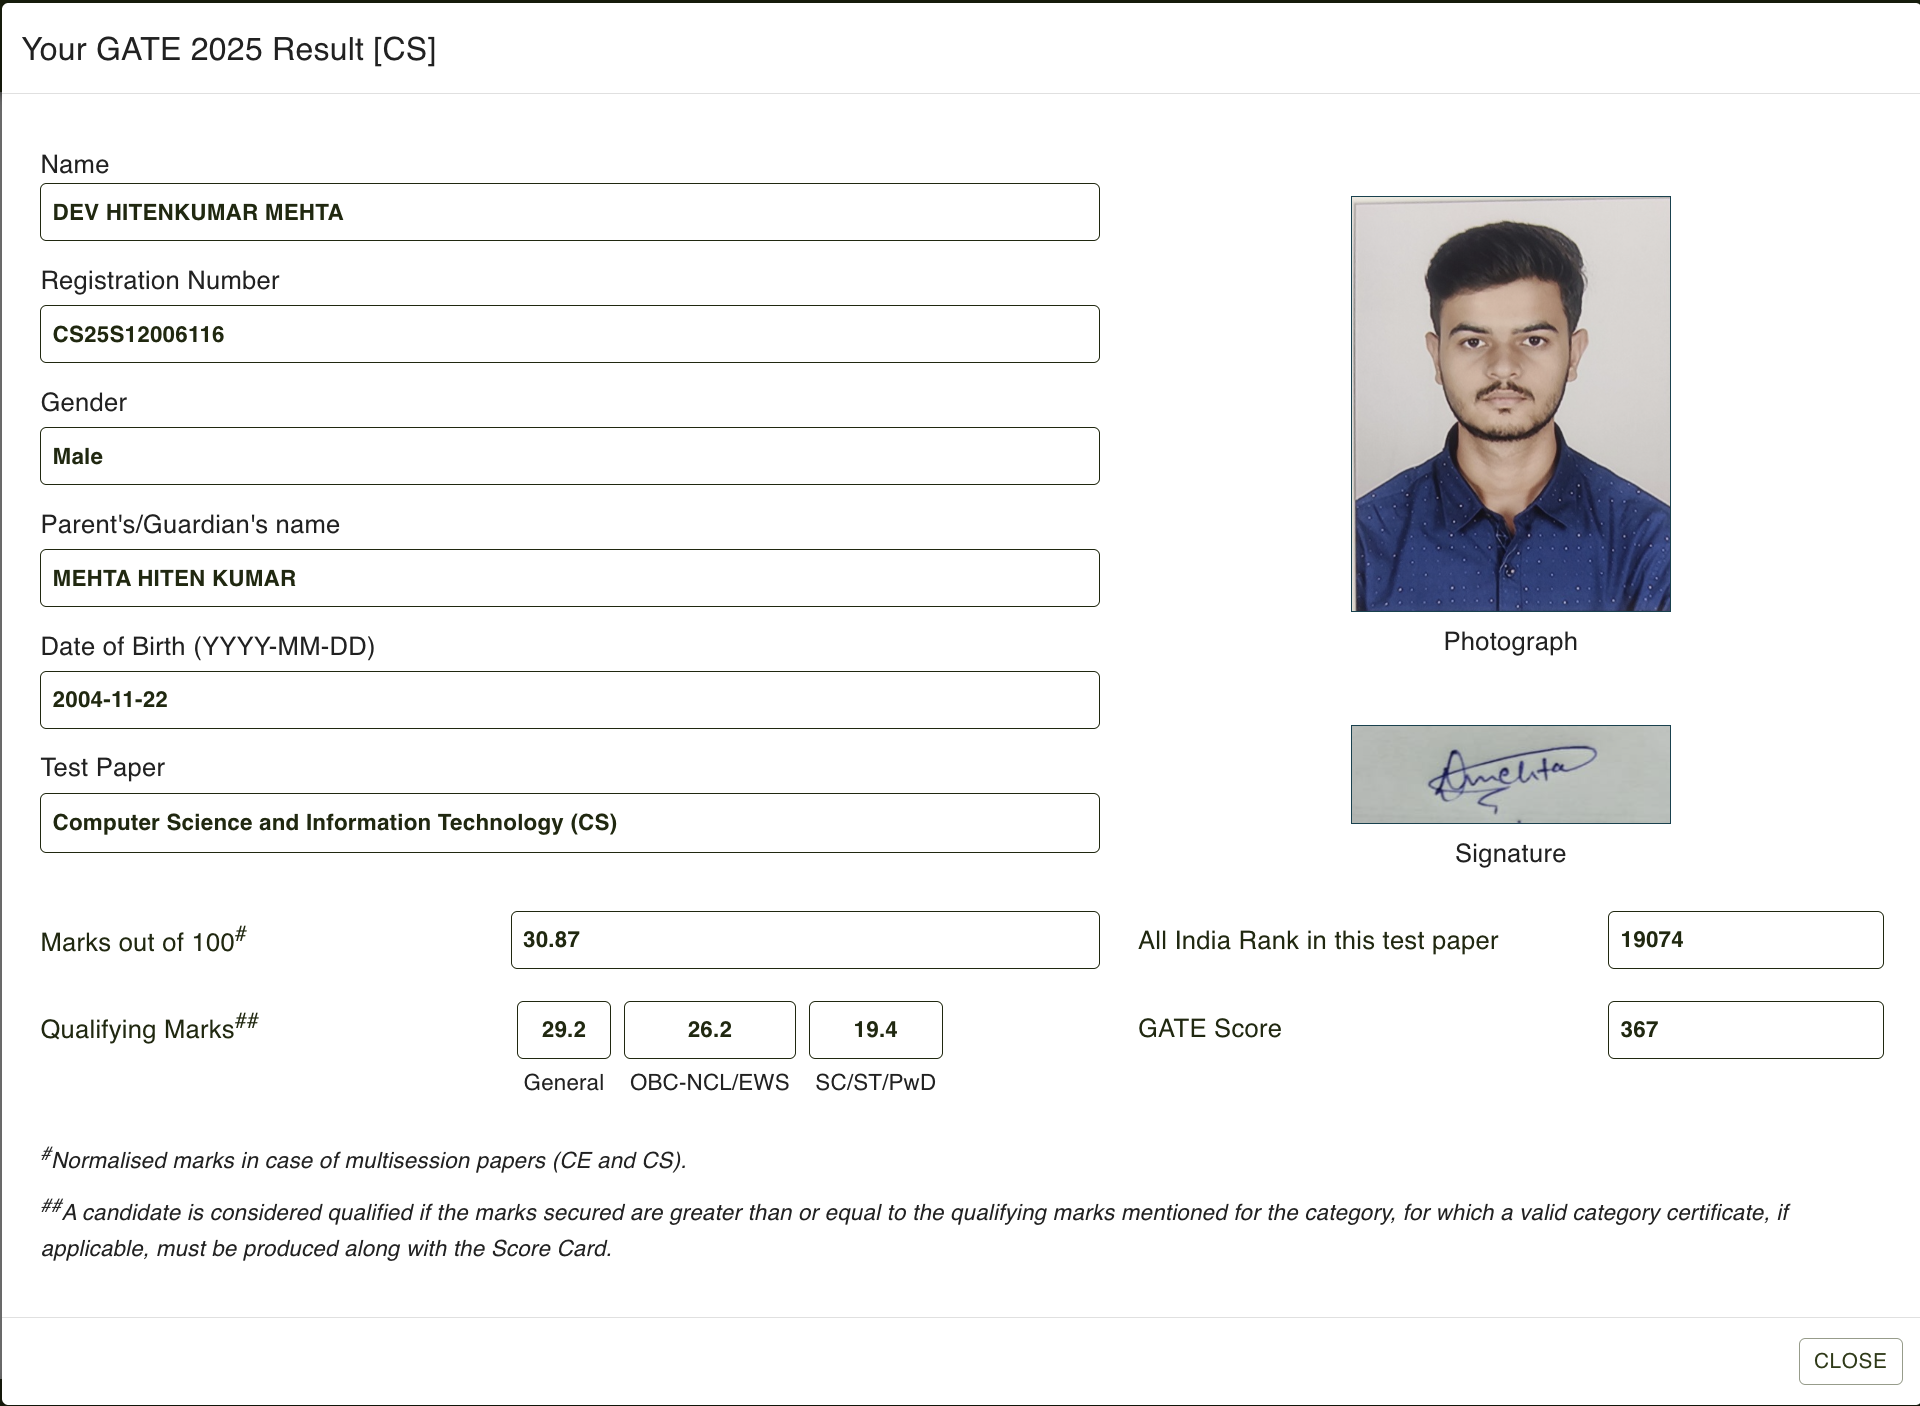 Your GATE 2025 Result [CS]
Name
DEV HITENKUMAR MEHTA
Registration Number
CS25S12006116
Gender
Male
Parent's/Guardian's name
MEHTA HITEN KUMAR
Date of Birth (YYYY-MM-DD)
2004-11-22
Test Paper
Computer Science and Information Technology (CS)
Photograph
Dmehta
Signature
Marks out of 100#
30.87
All India Rank in this test paper
19074
Qualifying Marks##
29.2 26.2 19.4
General OBC-NCL/EWS SC/ST/PwD
GATE Score
367
#Normalised marks in case of multisession papers (CE and CS).
##A candidate is considered qualified if the marks secured are greater than or equal to the qualifying marks mentioned for the category, for which a valid category certificate, if
applicable, must be produced along with the Score Card.
CLOSE